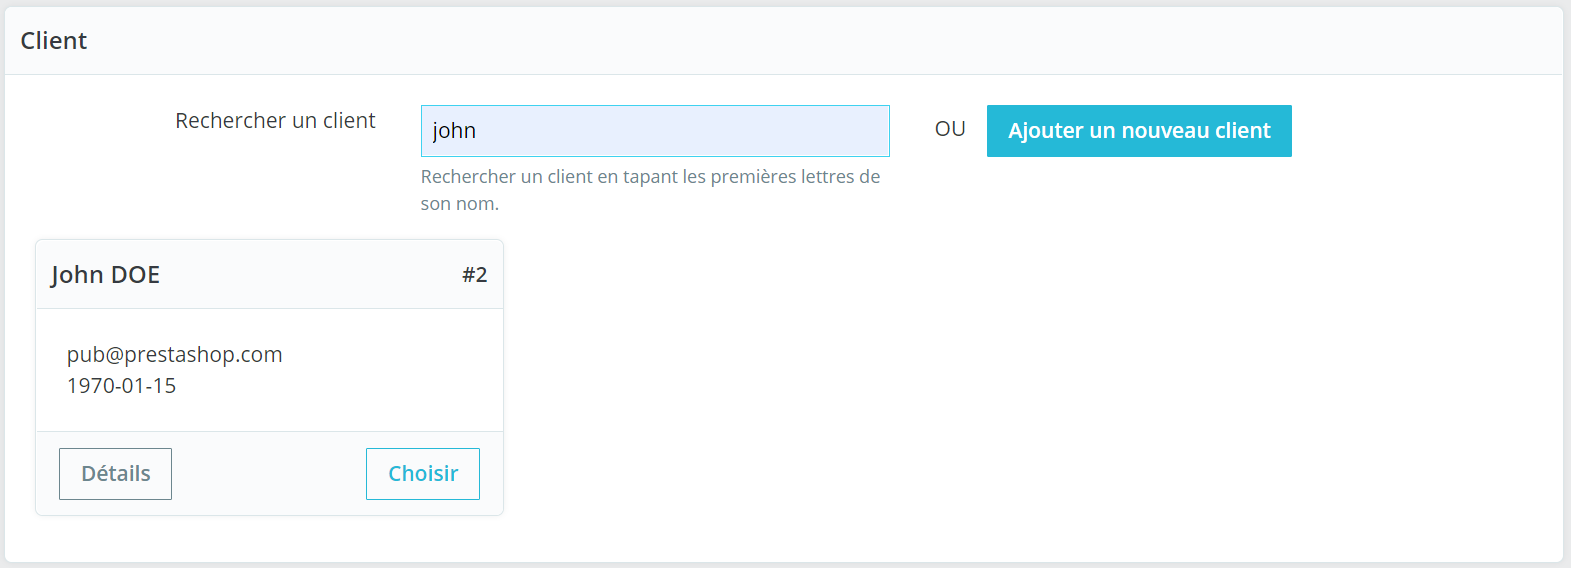 Client
Rechercher un client
john
OU
Ajouter un nouveau client
Rechercher un client en tapant les premières lettres de
son nom.
John DOE
#2
pub@prestashop.com
1970-01-15
Détails
Choisir